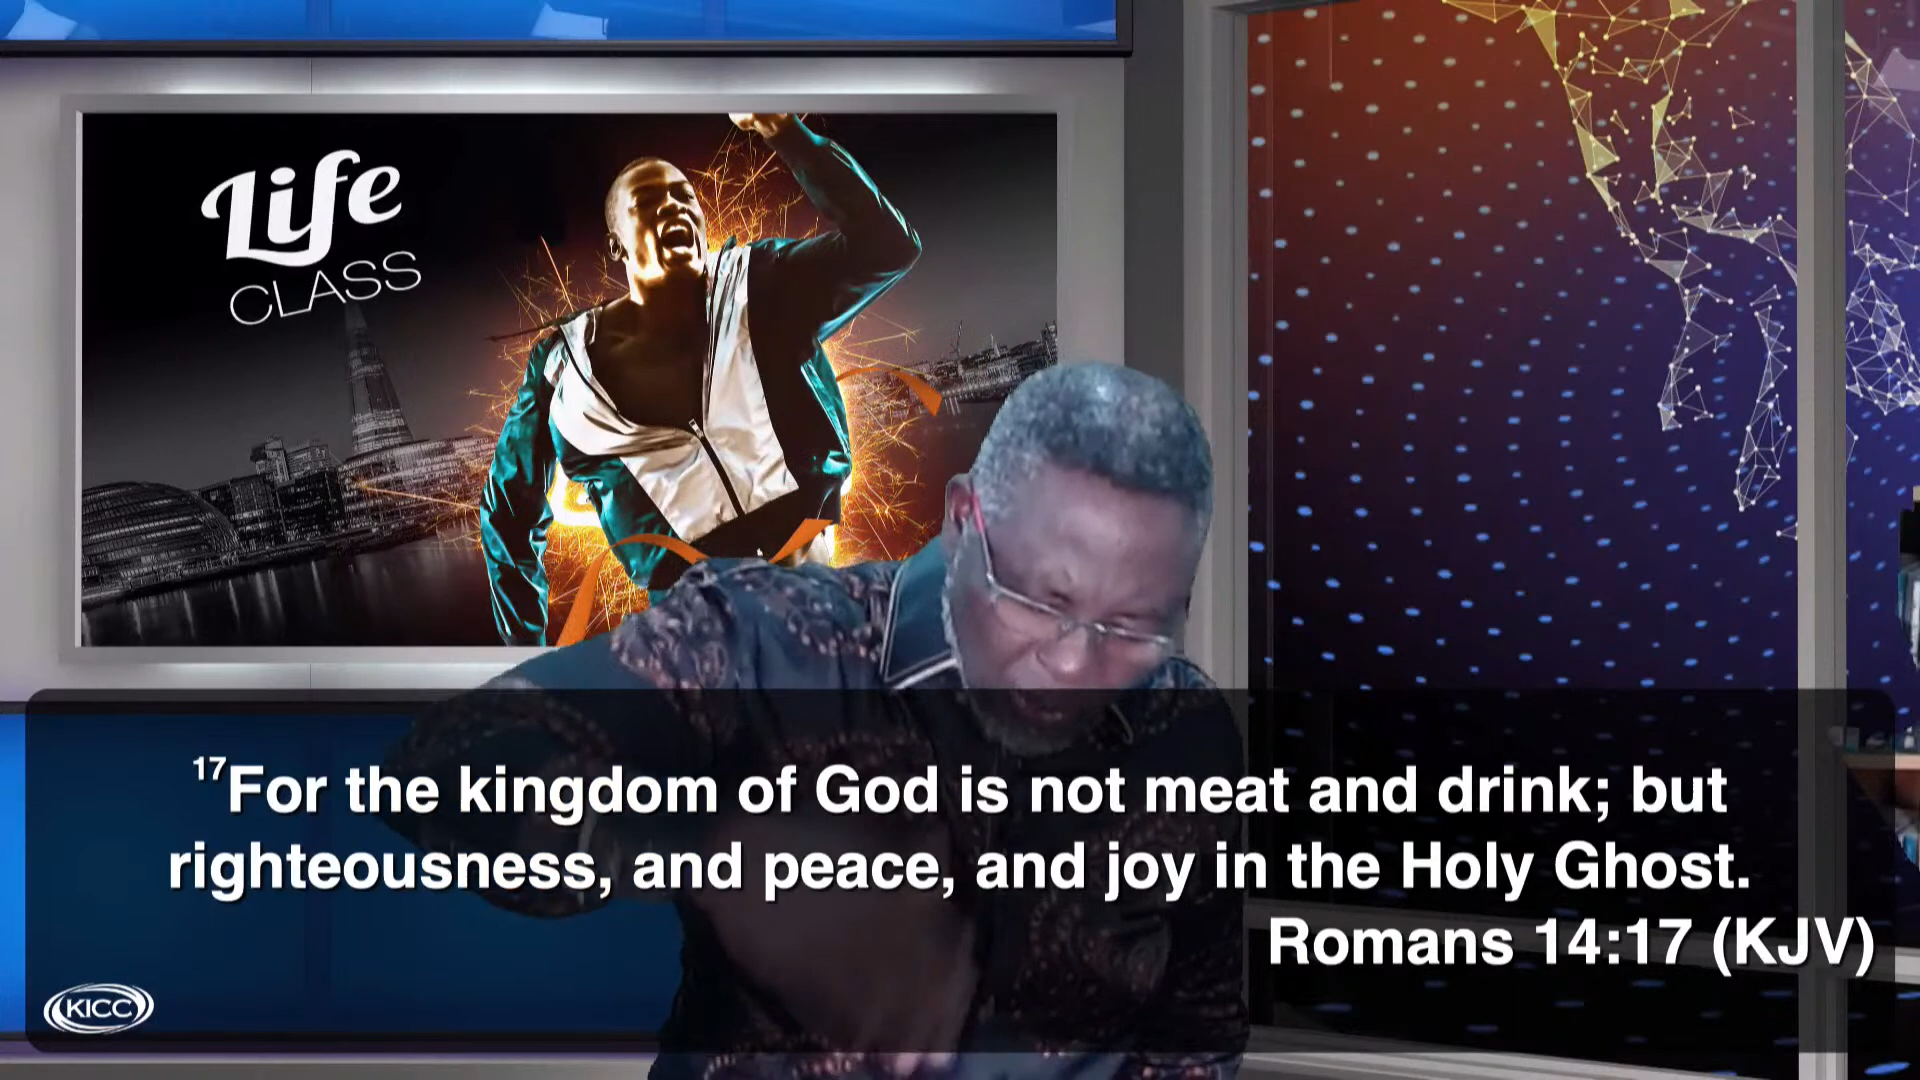 Life
CLASS
17For the kingdom of God is not meat and drink; but
righteousness, and peace, and joy in the Holy Ghost.
Romans 14:17 (KJV)
KICC